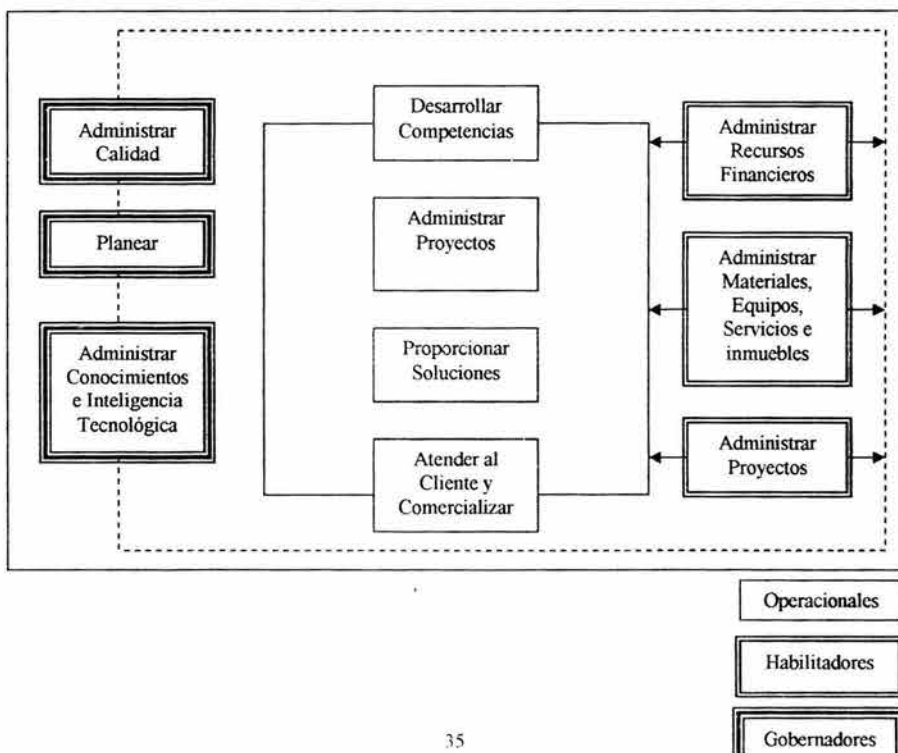 Administrar
Calidad
Planear
Administrar
Conocimientos
e Inteligencia
Tecnológica
Desarrollar
Competencias
Administrar
Proyectos
Proporcionar
Soluciones
Atender al
Cliente y
Comercializar
Administrar
Recursos
Financieros
Administrar
Materiales,
Equipos,
Servicios e
inmuebles
Administrar
Proyectos
Operacionales
Habilitadores
Gobernadores
35